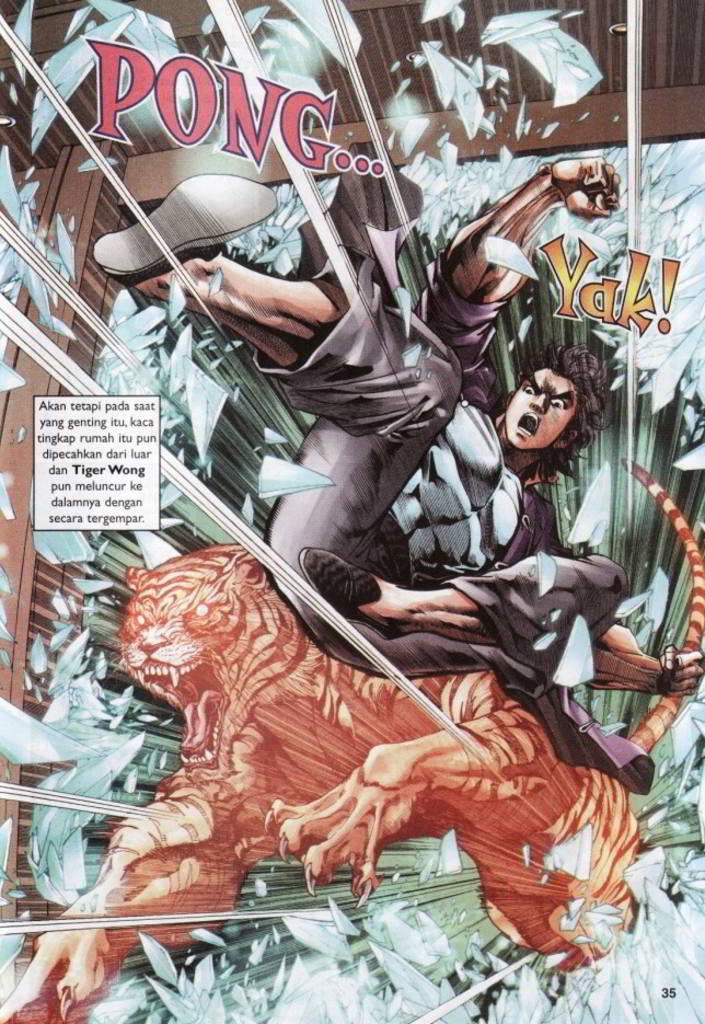 PONG...
Yak!
Akan tetapi pada saat
yang genting itu, kaca
tingkap rumah itu pun
dipecahkan dari luar
dan Tiger Wong
pun meluncur ke
dalamnya dengan
secara tergempar.
35